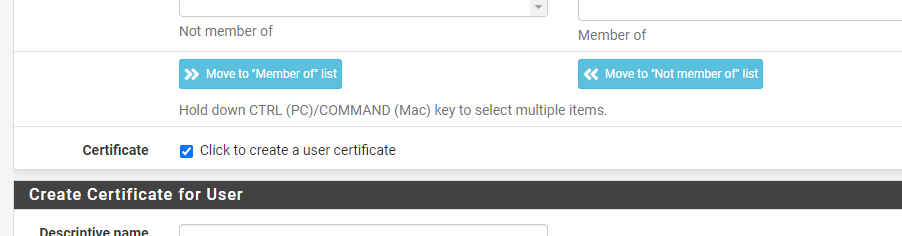 Not member of
Member of
Move to "Member of" list
Move to "Not member of" list
Hold down CTRL (PC)/COMMAND (Mac) key to select multiple items.
Certificate
Click to create a user certificate
Create Certificate for User
Descriptive name